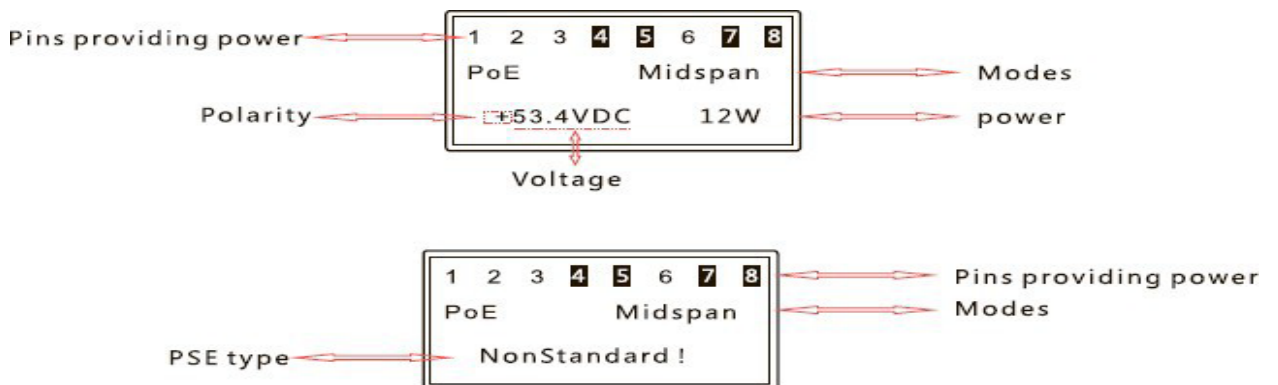 Pins providing power 1 2 3 4 5 6 7 8
PoE Midspan Modes
Polarity +53.4VDC 12W power
Voltage
1 2 3 4 5 6 7 8 Pins providing power
PoE Midspan Modes
PSE type NonStandard !